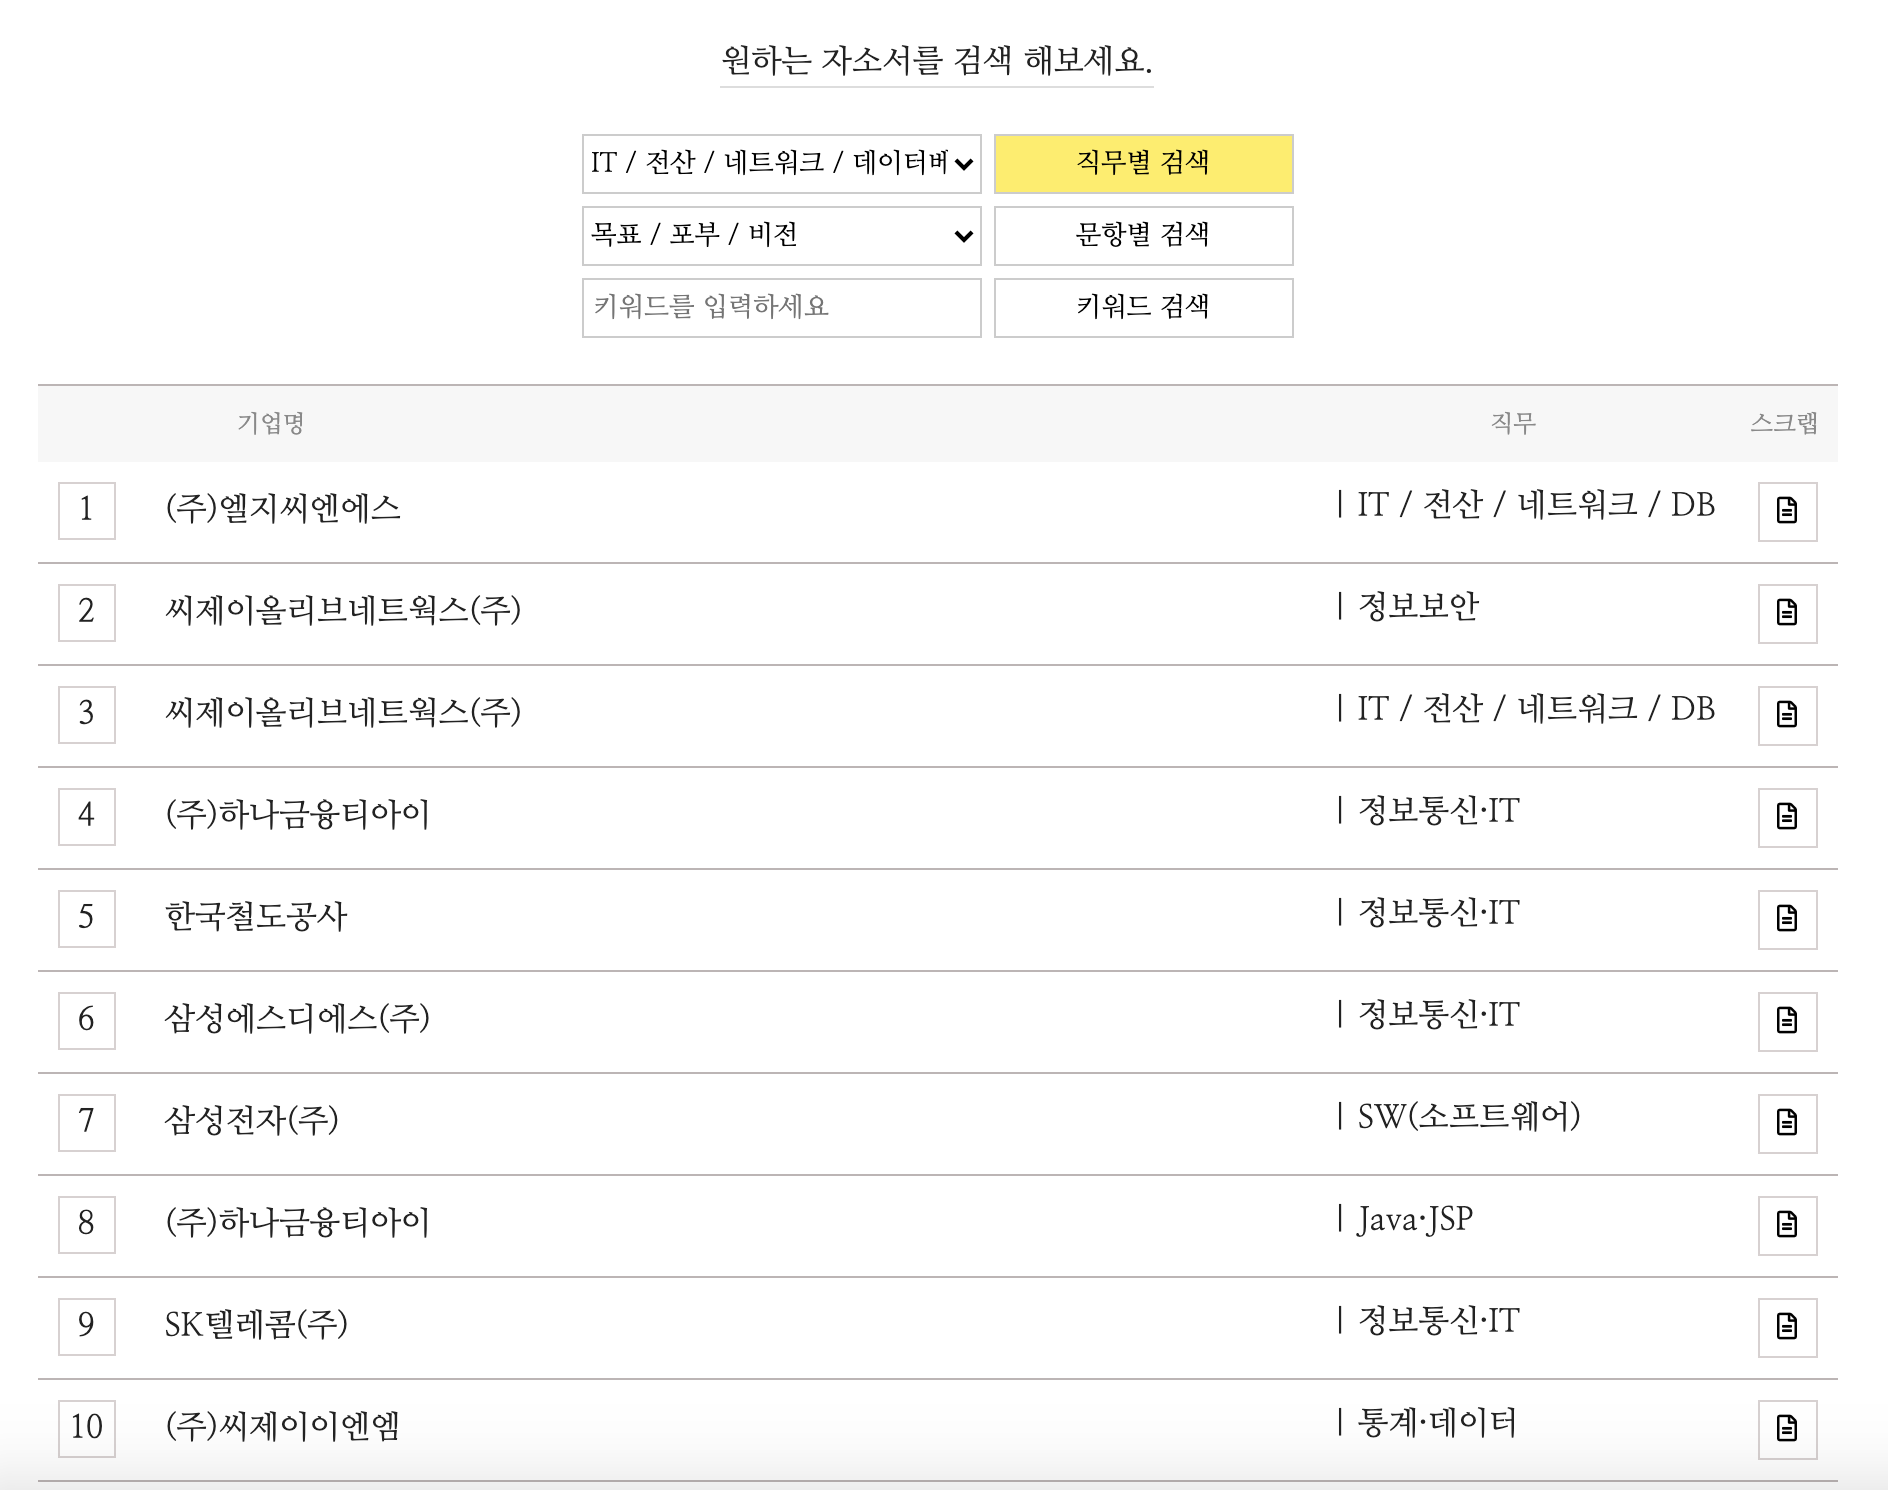 원하는 자소서를 검색 해보세요.
IT / 전산 / 네트워크 / 데이터베 직무별 검색
목표 / 포부 / 비전 문항별 검색
키워드를 입력하세요 키워드 검색
기업명 직무 스크랩
1 (주)엘지씨엔에스 | IT / 전산 / 네트워크 / DB
2 씨제이올리브네트웍스(주) | 정보보안
3 씨제이올리브네트웍스(주) | IT / 전산 / 네트워크 / DB
4 (주)하나금융티아이 | 정보통신·IT
5 한국철도공사 | 정보통신·IT
6 삼성에스디에스(주) | 정보통신·IT
7 삼성전자(주) | SW(소프트웨어)
8 (주)하나금융티아이 | Java·JSP
9 SK텔레콤(주) | 정보통신·IT
10 (주)씨제이이엔엠 | 통계·데이터